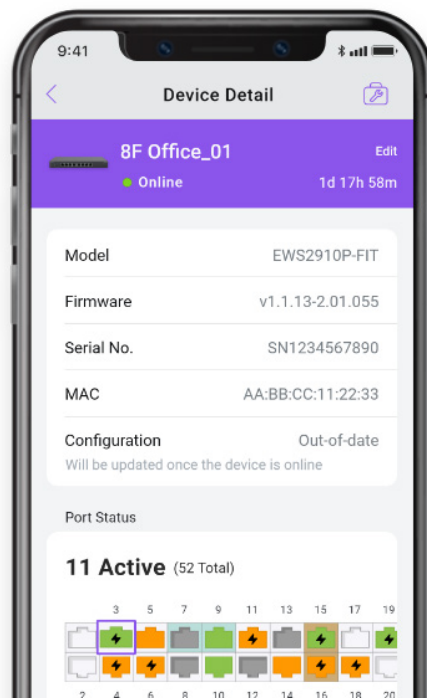 9:41
Device Detail
8F Office_01
Edit
Online
1d 17h 58m
Model
EWS2910P-FIT
Firmware
v1.1.13-2.01.055
Serial No.
SN1234567890
MAC
AA:BB:CC:11:22:33
Configuration
Out-of-date
Will be updated once the device is online
Port Status
11 Active (52 Total)
3 5 7 9 11 13 15 17 19
2 4 6 8 10 12 14 16 18 20